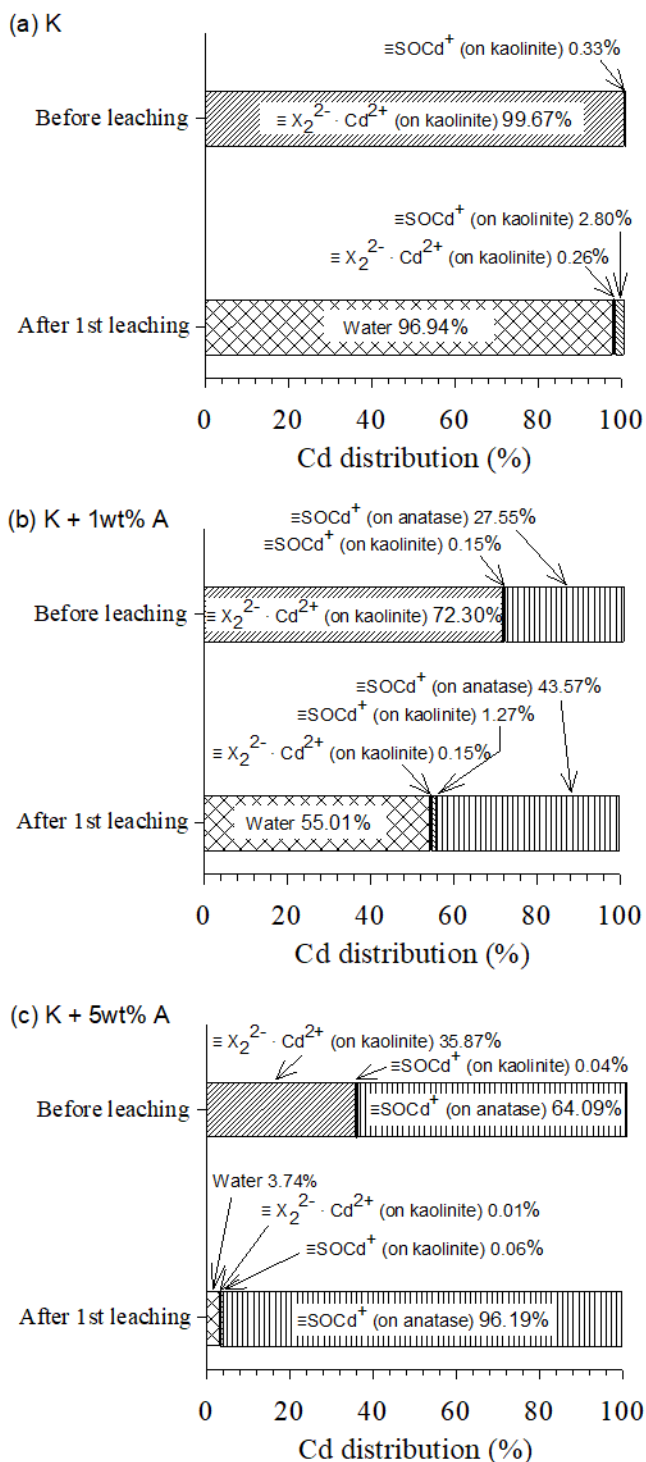 (a) K
≡SOCd⁺ (on kaolinite) 0.33%
Before leaching
≡ X₂²⁻ · Cd²⁺ (on kaolinite) 99.67%
≡SOCd⁺ (on kaolinite) 2.80%
≡ X₂²⁻ · Cd²⁺ (on kaolinite) 0.26%
After 1st leaching
Water 96.94%
0 20 40 60 80 100
Cd distribution (%)
(b) K + 1wt% A
≡SOCd⁺ (on anatase) 27.55%
≡SOCd⁺ (on kaolinite) 0.15%
Before leaching
≡ X₂²⁻ · Cd²⁺ (on kaolinite) 72.30%
≡SOCd⁺ (on anatase) 43.57%
≡SOCd⁺ (on kaolinite) 1.27%
≡ X₂²⁻ · Cd²⁺ (on kaolinite) 0.15%
After 1st leaching
Water 55.01%
0 20 40 60 80 100
Cd distribution (%)
(c) K + 5wt% A
≡ X₂²⁻ · Cd²⁺ (on kaolinite) 35.87%
≡SOCd⁺ (on kaolinite) 0.04%
Before leaching
≡SOCd⁺ (on anatase) 64.09%
Water 3.74%
≡ X₂²⁻ · Cd²⁺ (on kaolinite) 0.01%
≡SOCd⁺ (on kaolinite) 0.06%
After 1st leaching
≡SOCd⁺ (on anatase) 96.19%
0 20 40 60 80 100
Cd distribution (%)